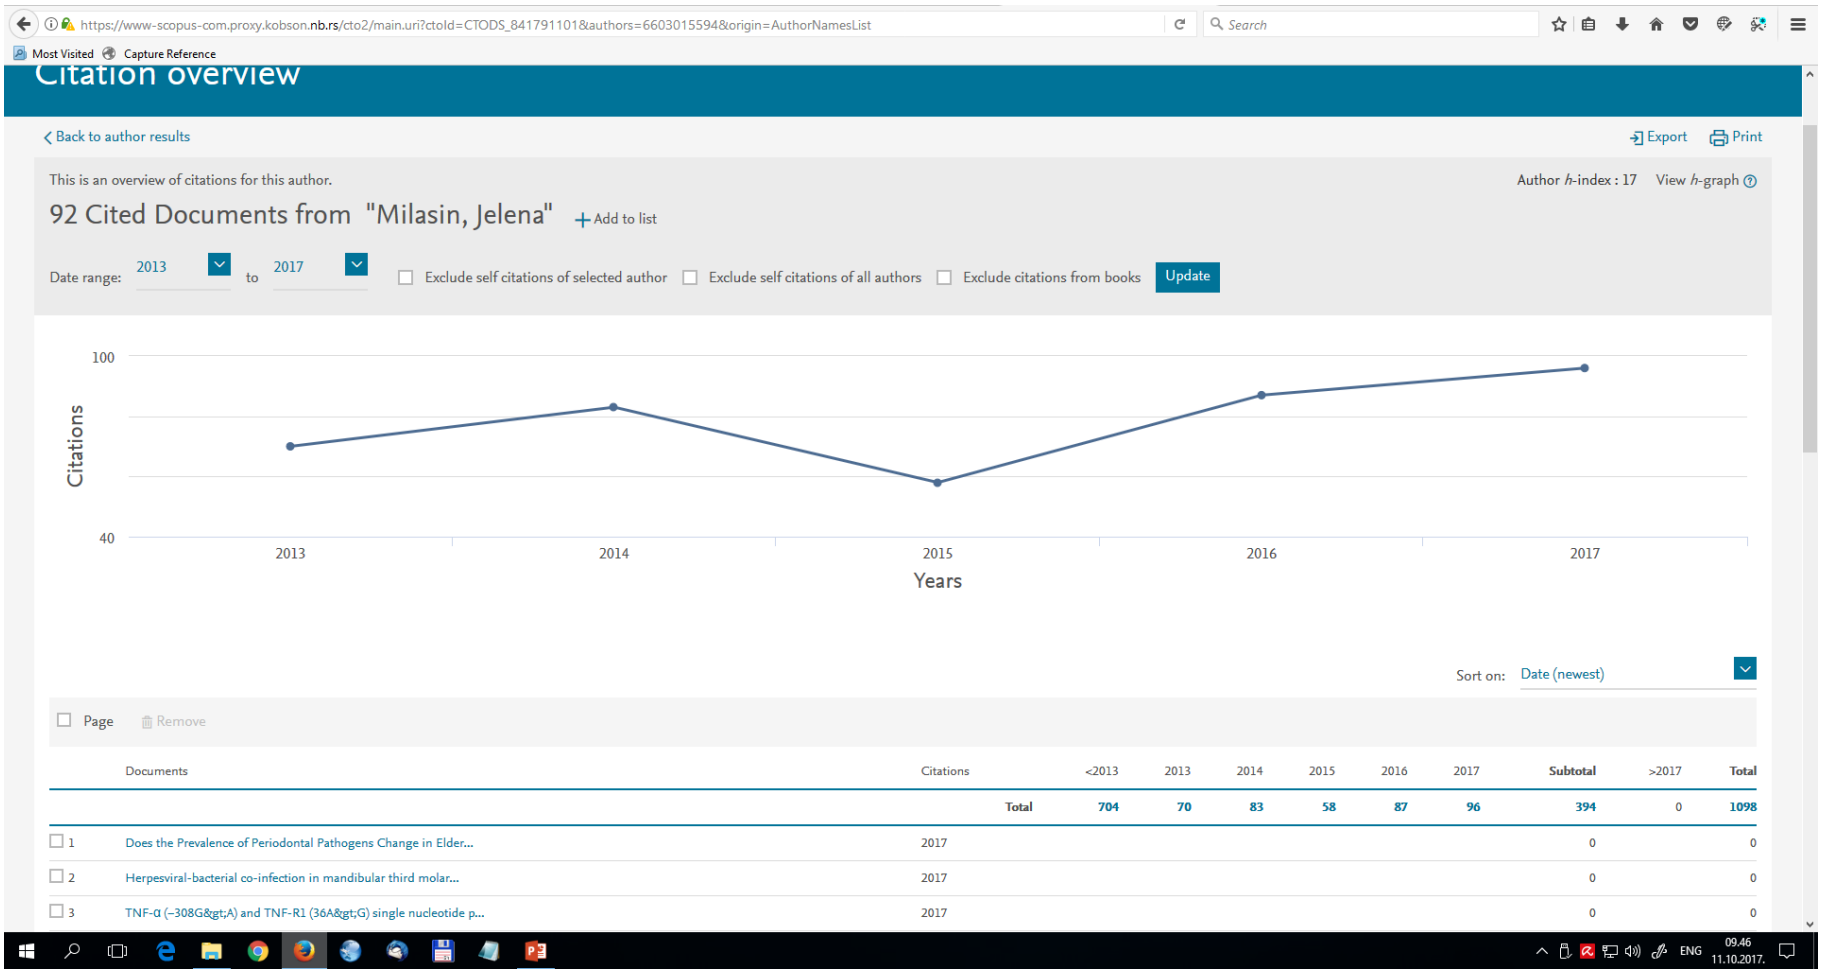 https://www-scopus-com.proxy.kobson.nb.rs/cto2/main.uri?ctoId=CTODS_841791101&authors=6603015594&origin=AuthorNamesList
Search
Most Visited Capture Reference
Citation overview
Back to author results
Export Print
This is an overview of citations for this author.
Author h-index : 17 View h-graph
92 Cited Documents from "Milasin, Jelena" Add to list
Date range: 2013 to 2017 Exclude self citations of selected author Exclude self citations of all authors Exclude citations from books Update
100
Citations
40
2013 2014 2015 2016 2017
Years
Sort on: Date (newest)
Page Remove
Documents Citations <2013 2013 2014 2015 2016 2017 Subtotal >2017 Total
Total 704 70 83 58 87 96 394 0 1098
1 Does the Prevalence of Periodontal Pathogens Change in Elder... 2017 0 0
2 Herpesviral-bacterial co-infection in mandibular third molar... 2017 0 0
3 TNF-α (−308G&gt;A) and TNF-R1 (36A&gt;G) single nucleotide p... 2017 0 0
ENG
09.46
11.10.2017.